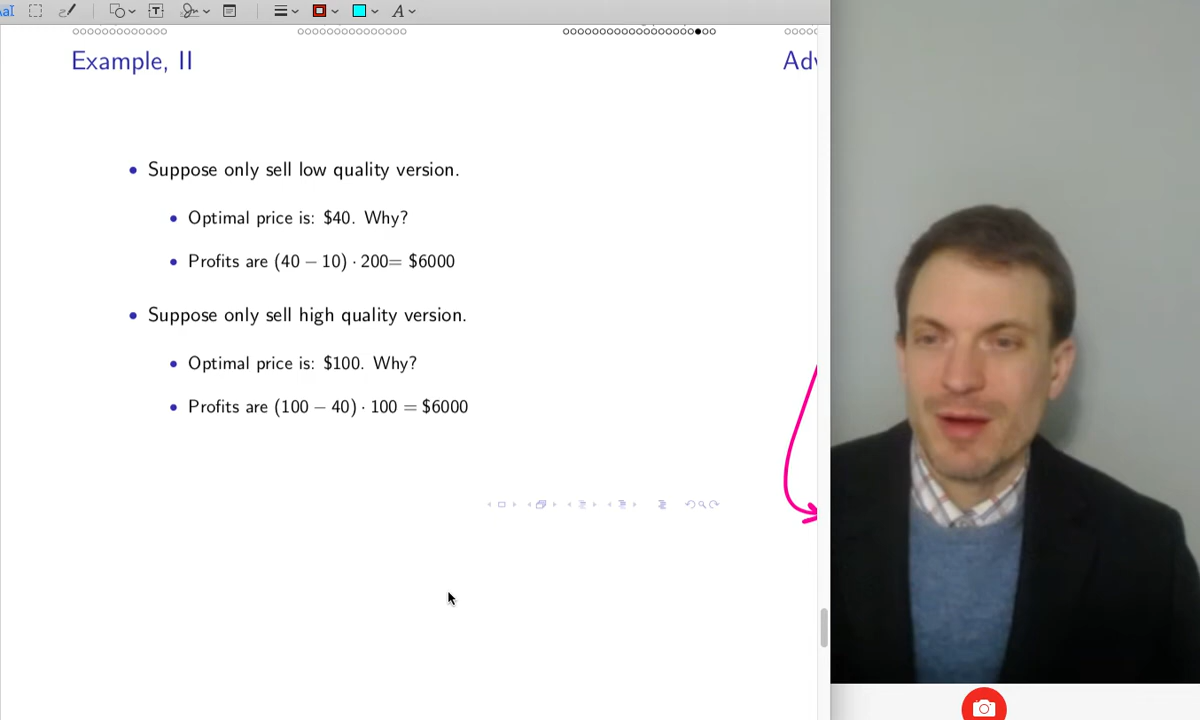 aI
T
A
Example, II
Adv
• Suppose only sell low quality version.
• Optimal price is: $40. Why?
• Profits are (40 − 10) · 200= $6000
• Suppose only sell high quality version.
• Optimal price is: $100. Why?
• Profits are (100 − 40) · 100 = $6000